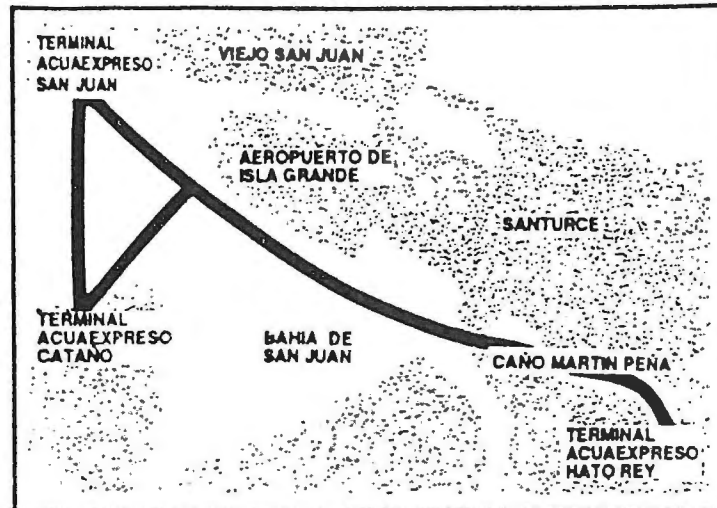 TERMINAL
ACUAEXPRESO
SAN JUAN
VIEJO SAN JUAN
AEROPUERTO DE
ISLA GRANDE
SANTURCE
TERMINAL
ACUAEXPRESO
CATAÑO
BAHIA DE
SAN JUAN
CAÑO MARTIN PEÑA
TERMINAL
ACUAEXPRESO
HATO REY